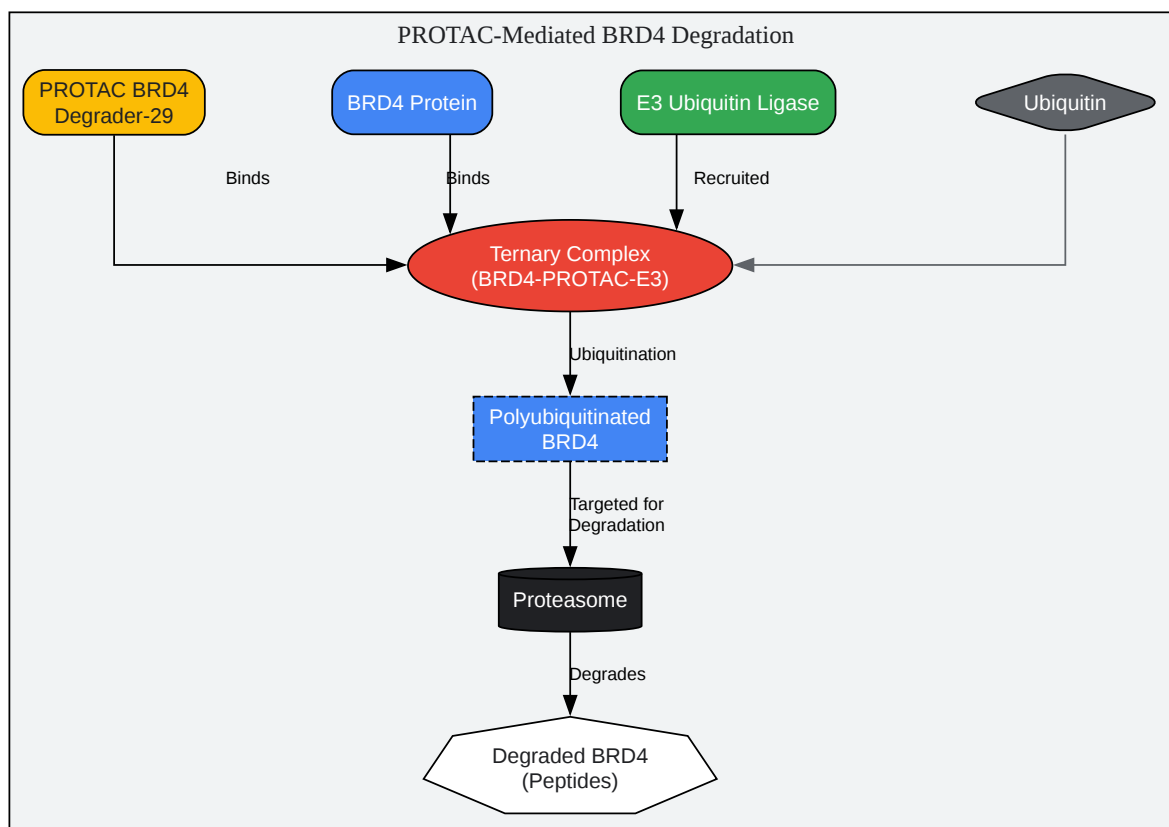 PROTAC-Mediated BRD4 Degradation
PROTAC BRD4
Degrader-29
BRD4 Protein
E3 Ubiquitin Ligase
Ubiquitin
Binds
Binds
Recruited
Ternary Complex
(BRD4-PROTAC-E3)
Ubiquitination
Polyubiquitinated
BRD4
Targeted for
Degradation
Proteasome
Degrades
Degraded BRD4
(Peptides)